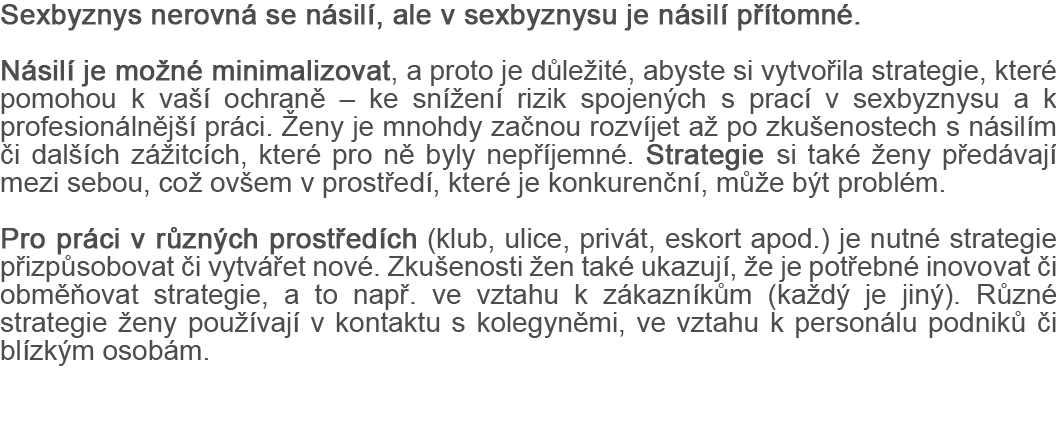 Sexbyznys nerovná se násilí, ale v sexbyznysu je násilí přítomné.
Násilí je možné minimalizovat, a proto je důležité, abyste si vytvořila strategie, které
pomohou k vaší ochraně – ke snížení rizik spojených s prací v sexbyznysu a k
profesionálnější práci. Ženy je mnohdy začnou rozvíjet až po zkušenostech s násilím
či dalších zážitcích, které pro ně byly nepříjemné. Strategie si také ženy předávají
mezi sebou, což ovšem v prostředí, které je konkurenční, může být problém.
Pro práci v různých prostředích (klub, ulice, privát, eskort apod.) je nutné strategie
přizpůsobovat či vytvářet nové. Zkušenosti žen také ukazují, že je potřebné inovovat či
obměňovat strategie, a to např. ve vztahu k zákazníkům (každý je jiný). Různé
strategie ženy používají v kontaktu s kolegyněmi, ve vztahu k personálu podniků či
blízkým osobám.